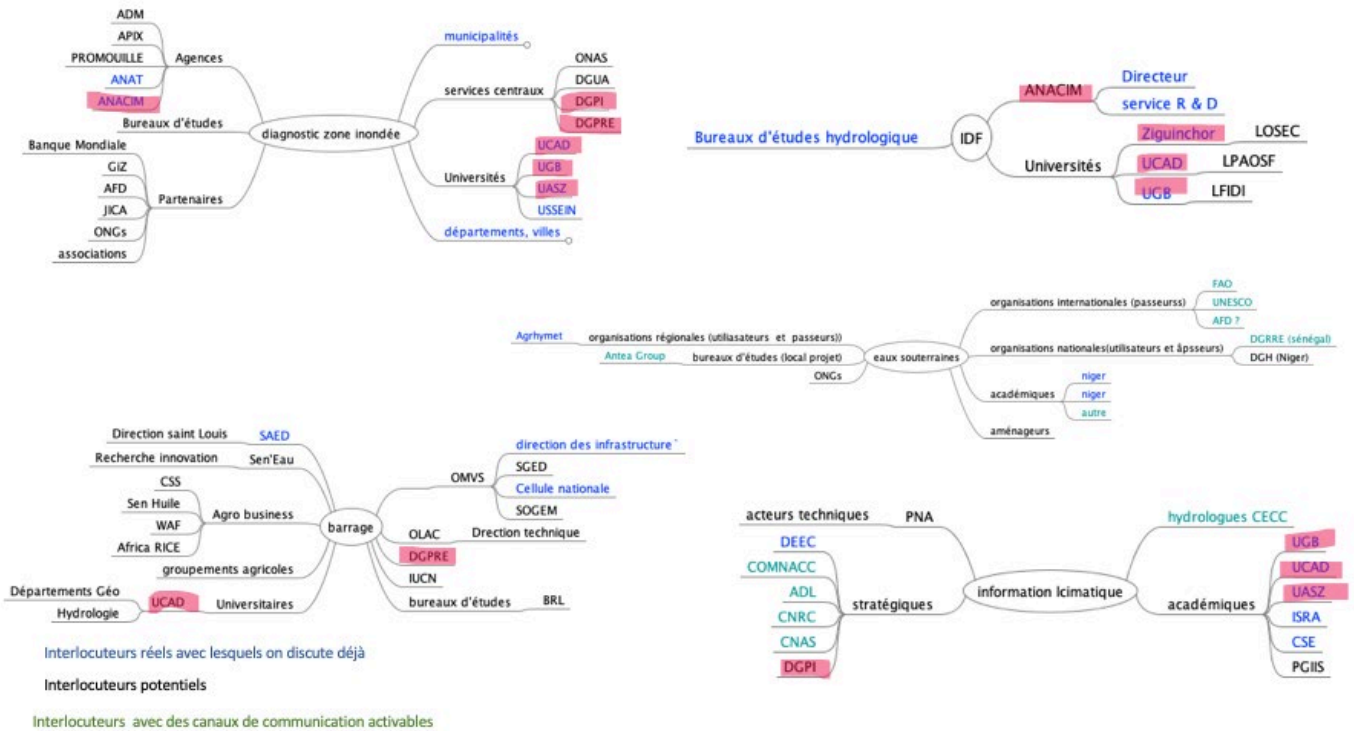 ADM
APIX
PROMOUILLE
ANAT
ANACIM
Agences
Bureaux d'études
Banque Mondiale
GIZ
AFD
JICA
ONGs
associations
Partenaires
diagnostic zone inondée
municipalités
services centraux
ONAS
DGUA
DGPI
DGPRE
Universités
UCAD
UGB
UASZ
USSEIN
départements, villes
Bureaux d'études hydrologique
IDF
ANACIM
Directeur
service R & D
Universités
Ziguinchor
LOSEC
UCAD
LPAOSF
UGB
LFIDI
Agrhymet
organisations régionales (utiliasateurs et passeurs))
Antea Group
bureaux d'études (local projet)
ONGs
eaux souterraines
organisations internationales (passeurss)
FAO
UNESCO
AFD ?
organisations nationales(utilisateurs et âpsseurs)
DGRRE (sénégal)
DGH (Niger)
académiques
niger
niger
autre
aménageurs
Direction saint Louis
SAED
Recherche innovation
Sen'Eau
CSS
Sen Huile
WAF
Africa RICE
Agro business
groupements agricoles
Départements Géo
Hydrologie
UCAD
Universitaires
barrage
OMVS
direction des infrastructure`
SGED
Cellule nationale
SOGEM
OLAC
Drection technique
DGPRE
IUCN
bureaux d'études
BRL
acteurs techniques
PNA
DEEC
COMNACC
ADL
CNRC
CNAS
DGPI
stratégiques
information lcimatique
hydrologues CECC
académiques
UGB
UCAD
UASZ
ISRA
CSE
PGIIS
Interlocuteurs réels avec lesquels on discute déjà
Interlocuteurs potentiels
Interlocuteurs avec des canaux de communication activables